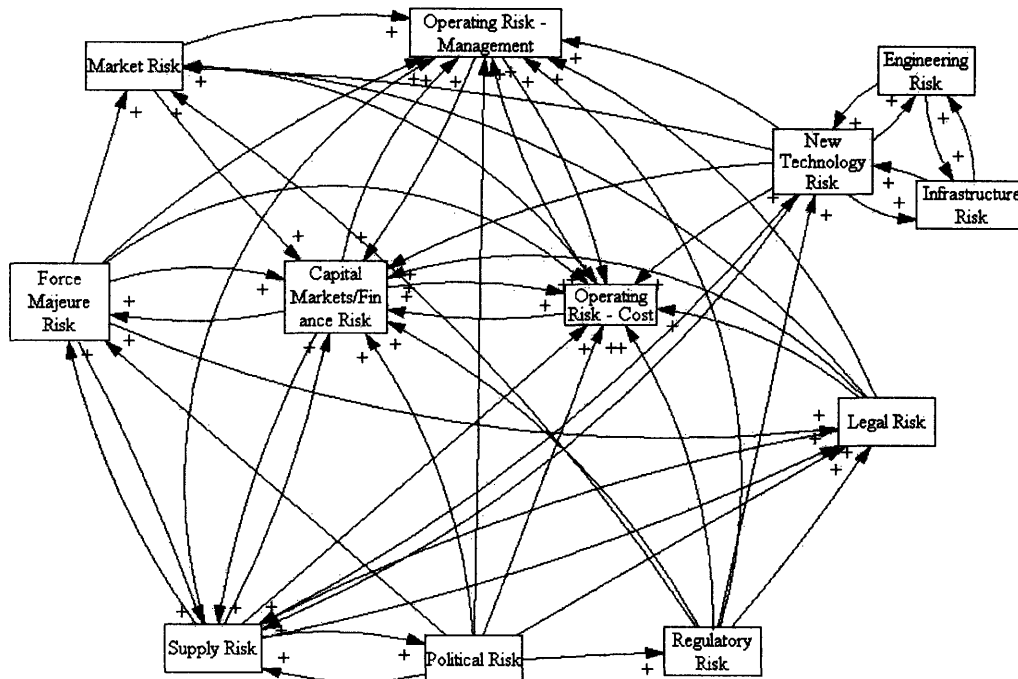 Operating Risk -
Management
Market Risk
Engineering
Risk
New
Technology
Risk
Infrastructure
Risk
Force
Majeure
Risk
Capital
Markets/Fin
ance Risk
Operating
Risk - Cost
Legal Risk
Supply Risk
Political Risk
Regulatory
Risk